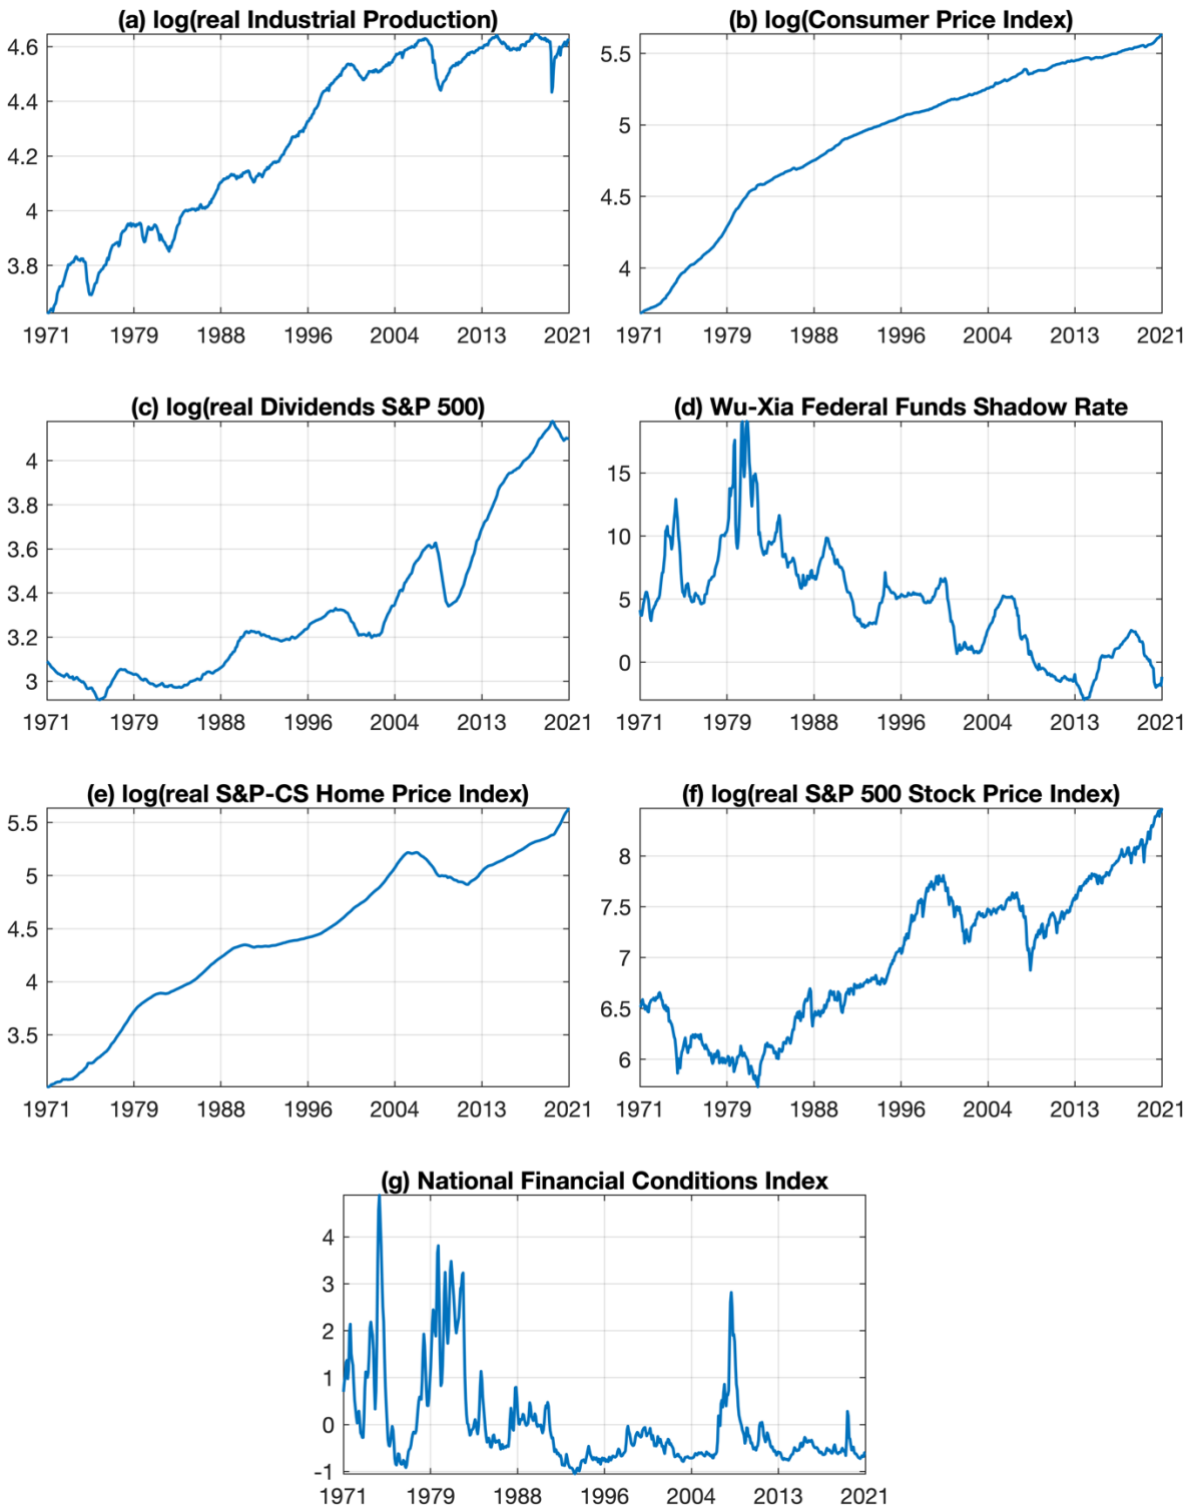 (a) log(real Industrial Production)
4.6
4.4
4.2
4
3.8
1971 1979 1988 1996 2004 2013 2021
(b) log(Consumer Price Index)
5.5
5
4.5
4
1971 1979 1988 1996 2004 2013 2021
(c) log(real Dividends S&P 500)
4
3.8
3.6
3.4
3.2
3
1971 1979 1988 1996 2004 2013 2021
(d) Wu-Xia Federal Funds Shadow Rate
15
10
5
0
1971 1979 1988 1996 2004 2013 2021
(e) log(real S&P-CS Home Price Index)
5.5
5
4.5
4
3.5
1971 1979 1988 1996 2004 2013 2021
(f) log(real S&P 500 Stock Price Index)
8
7.5
7
6.5
6
1971 1979 1988 1996 2004 2013 2021
(g) National Financial Conditions Index
4
3
2
1
0
-1
1971 1979 1988 1996 2004 2013 2021